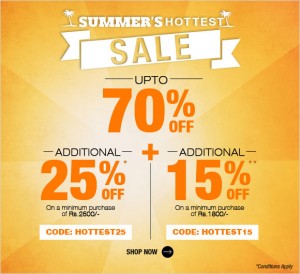 SUMMER'S HOTTEST
SALE
UPTO
70% OFF
+
ADDITIONAL
25%* OFF
On a minimum purchase
of Rs.2500/-
CODE: HOTTEST25
ADDITIONAL
15%** OFF
On a minimum purchase
of Rs.1800/-
CODE: HOTTEST15
SHOP NOW
*Conditions Apply